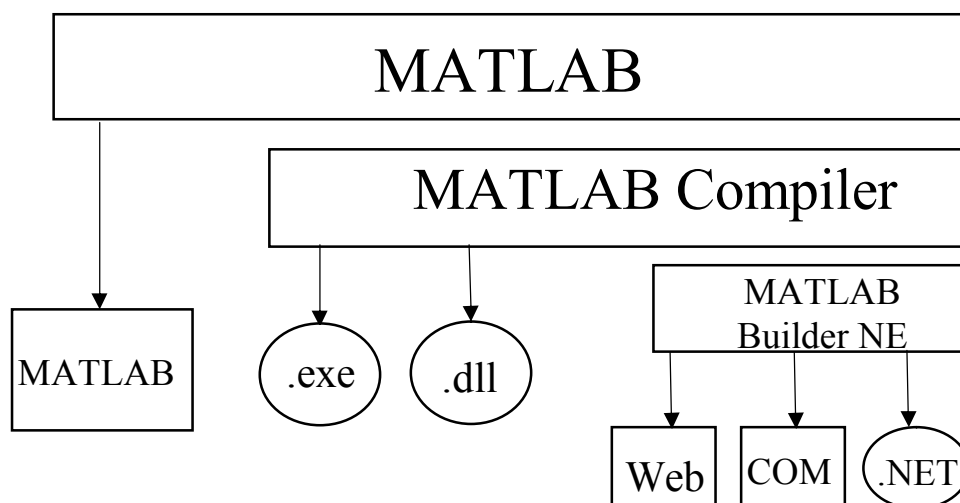 MATLAB
MATLAB Compiler
MATLAB
Builder NE
MATLAB
.exe
.dll
Web
COM
.NET